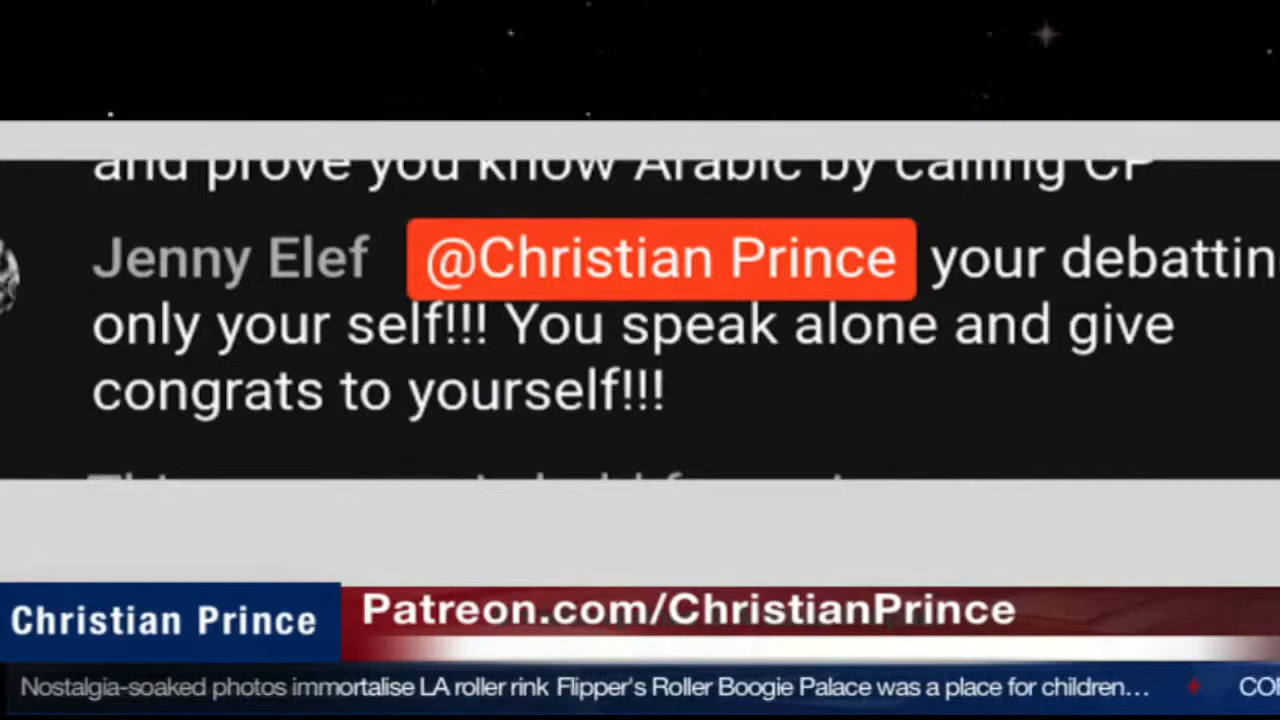 and prove you know Arabic by calling CP
Jenny Elef @Christian Prince your debattin
only your self!!! You speak alone and give
congrats to yourself!!!
Christian Prince
Patreon.com/ChristianPrince
Nostalgia-soaked photos immortalise LA roller rink Flipper's Roller Boogie Palace was a place for children...